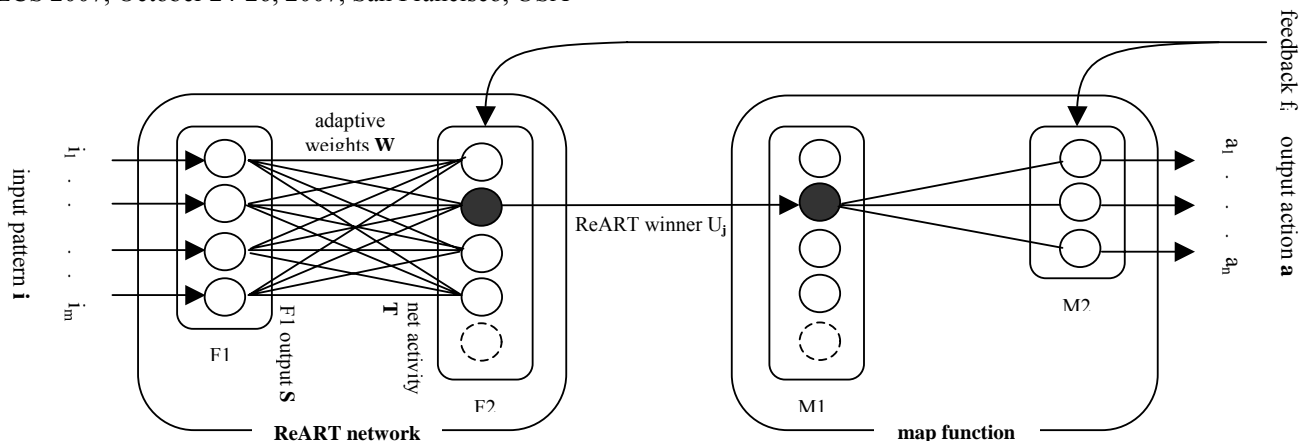 2007, October 24-26, 2007, San Francisco, USA
feedback f
adaptive
weights W
i1
.
.
.
.
im
input pattern i
F1
F1 output S
net activity
T
F2
ReART network
ReART winner Uj
M1
M2
map function
a1
.
.
.
an
output action a